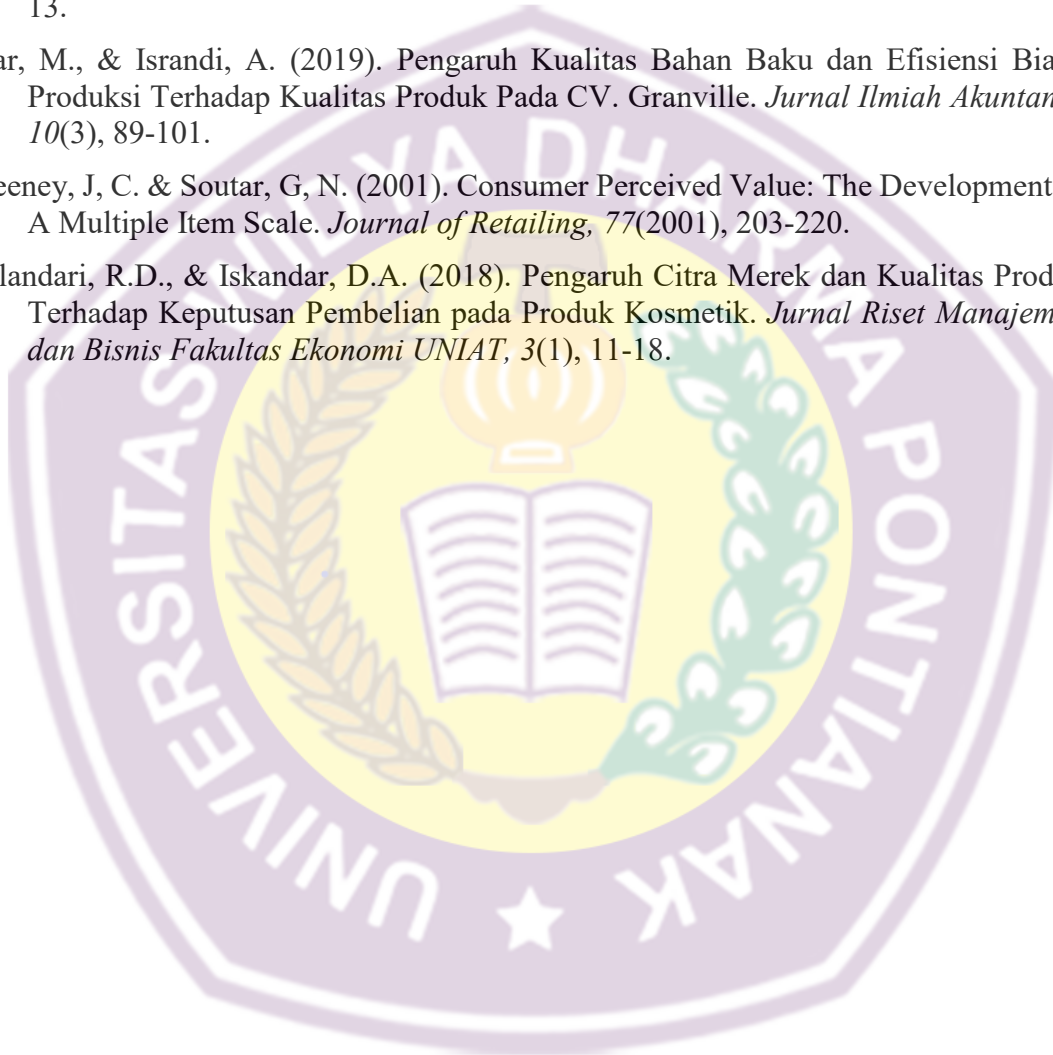 13.
ar, M., & Israndi, A. (2019). Pengaruh Kualitas Bahan Baku dan Efisiensi Bia
Produksi Terhadap Kualitas Produk Pada CV. Granville. Jurnal Ilmiah Akuntan
10(3), 89-101.
eeney, J, C. & Soutar, G, N. (2001). Consumer Perceived Value: The Development
A Multiple Item Scale. Journal of Retailing, 77(2001), 203-220.
landari, R.D., & Iskandar, D.A. (2018). Pengaruh Citra Merek dan Kualitas Prod
Terhadap Keputusan Pembelian pada Produk Kosmetik. Jurnal Riset Manajem
dan Bisnis Fakultas Ekonomi UNIAT, 3(1), 11-18.
UNIVERSITAS WIDYA DHARMA PONTIANAK